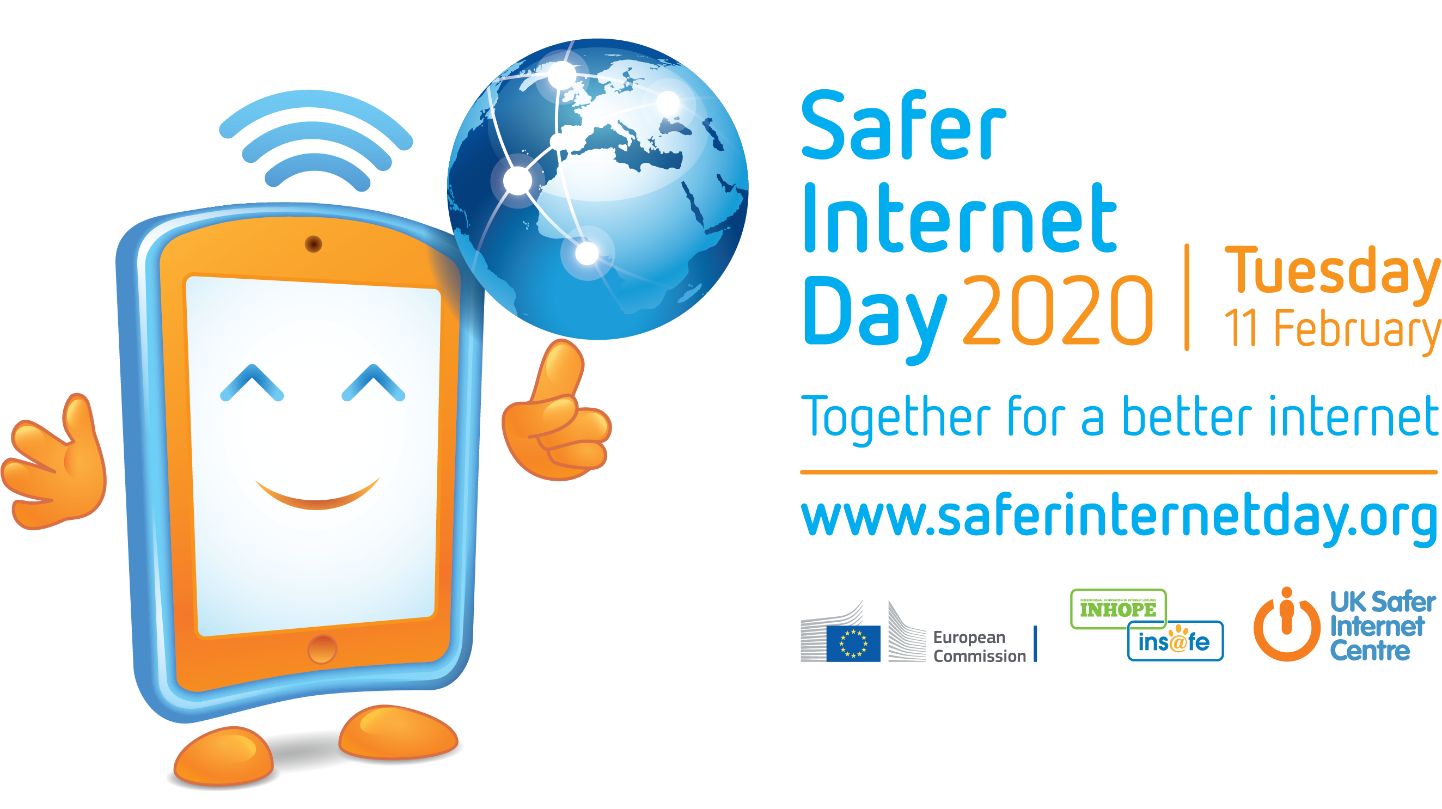 Safer
Internet
Day 2020
Tuesday
11 February
Together for a better internet
www.saferinternetday.org
European
Commission
INHOPE
ins@fe
UK Safer
Internet
Centre